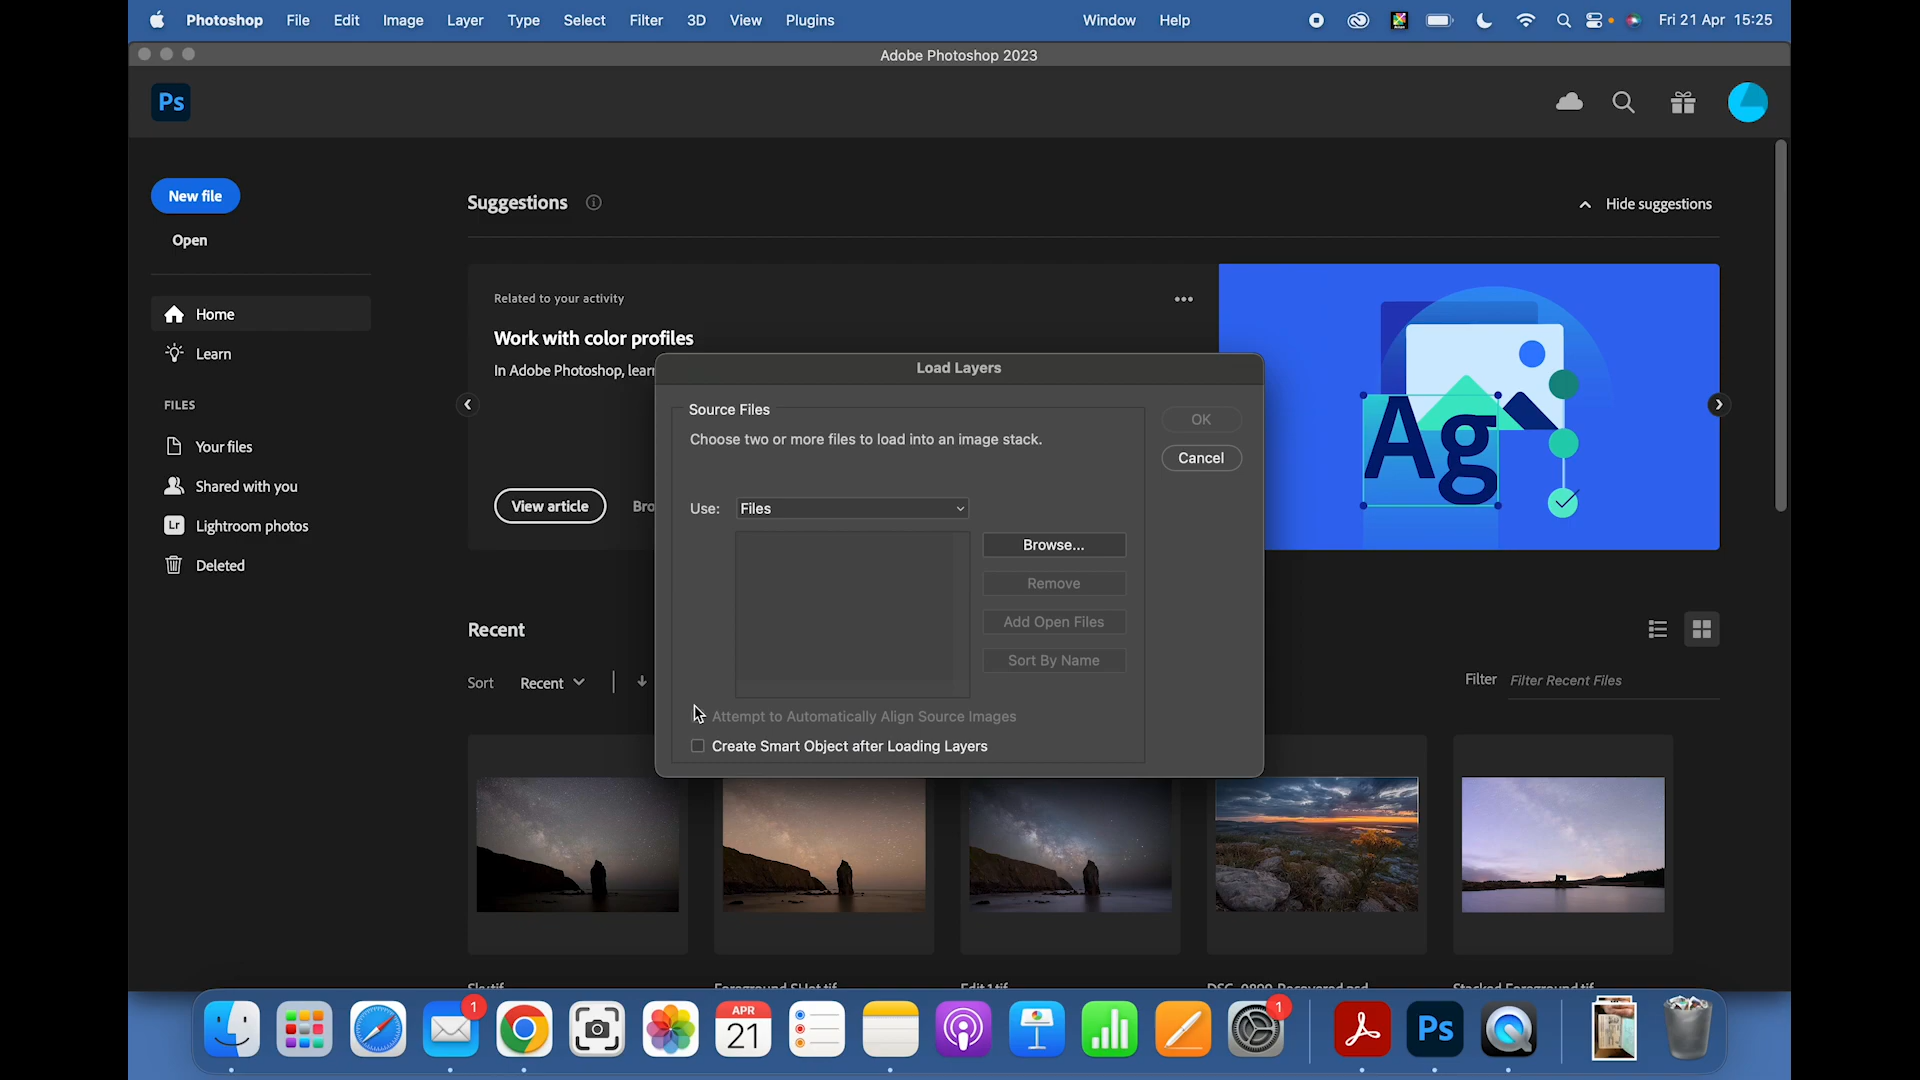 Photoshop File Edit Image Layer Type Select Filter 3D View Plugins Window Help Fri 21 Apr 15:25
Adobe Photoshop 2023
Ps
New file
Open
Home
Learn
FILES
Your files
Shared with you
Lr Lightroom photos
Deleted
Suggestions
Hide suggestions
Related to your activity
Work with color profiles
In Adobe Photoshop, lear
View article Bro
Ag
Load Layers
Source Files
Choose two or more files to load into an image stack.
OK
Cancel
Use: Files
Browse...
Remove
Add Open Files
Sort By Name
Attempt to Automatically Align Source Images
Create Smart Object after Loading Layers
Recent
Sort Recent
Filter Filter Recent Files
1
APR
21
1
Ps